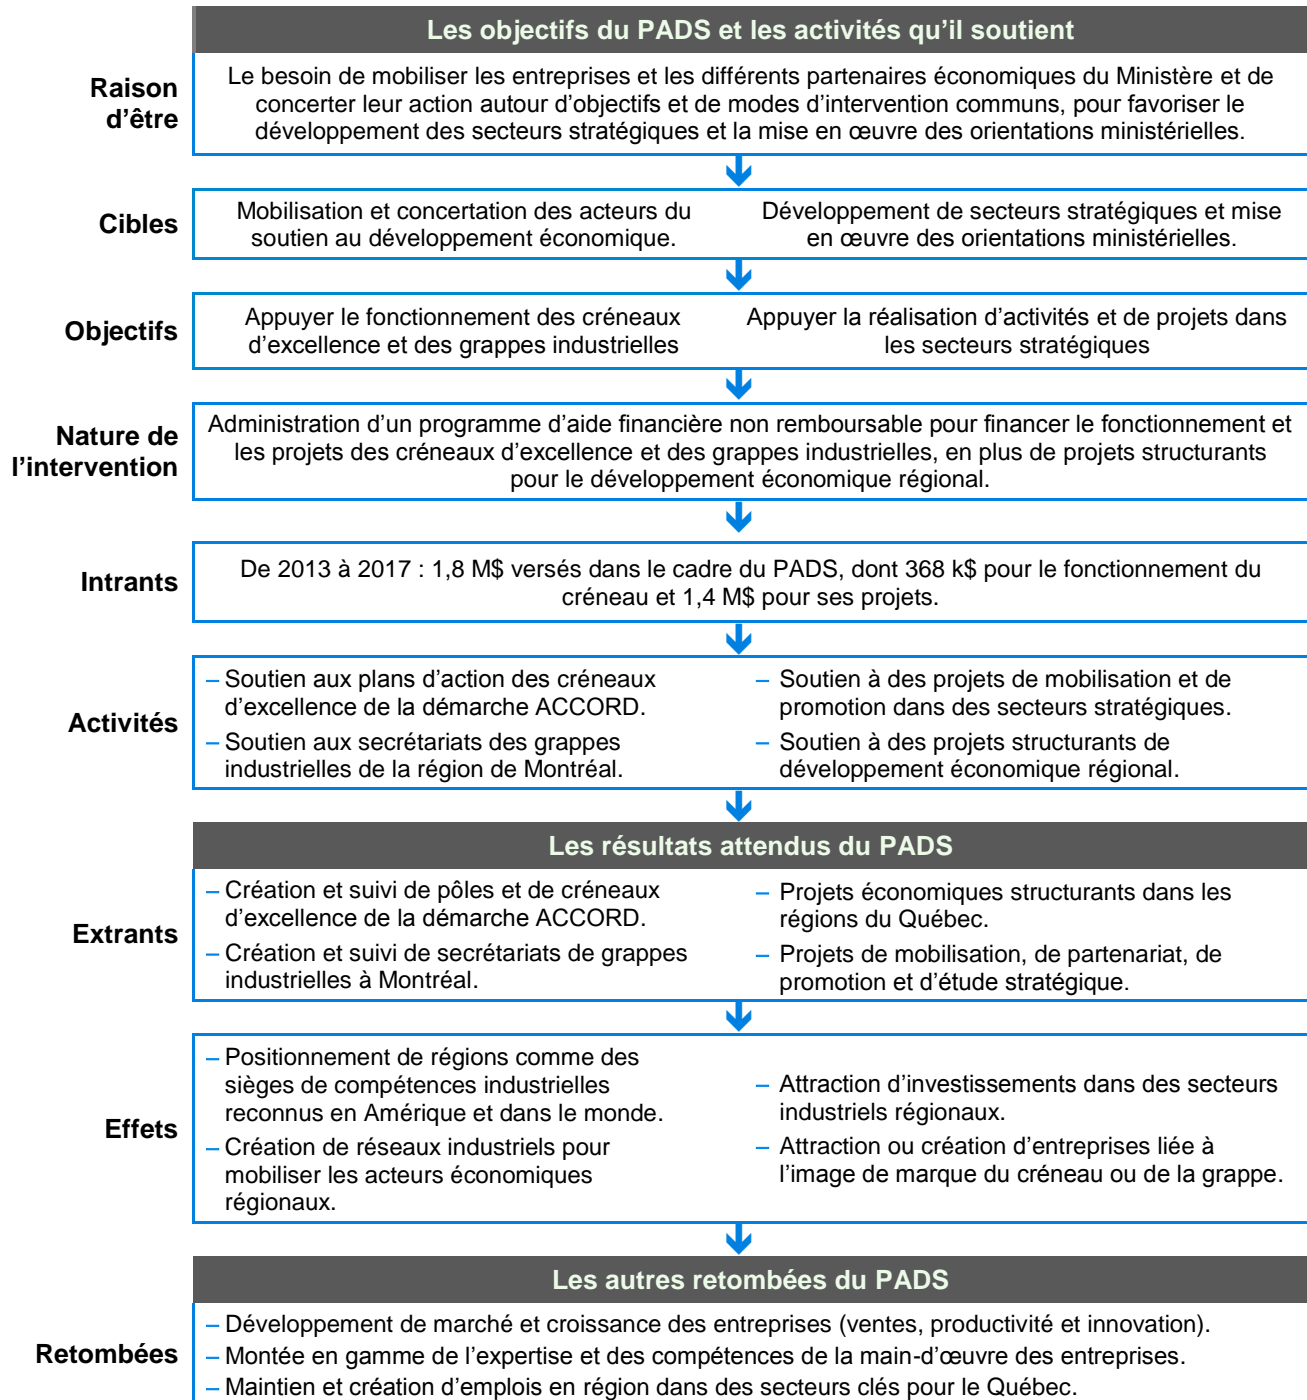 Les objectifs du PADS et les activités qu’il soutient
Raison
d’être
Le besoin de mobiliser les entreprises et les différents partenaires économiques du Ministère et de
concerter leur action autour d’objectifs et de modes d’intervention communs, pour favoriser le
développement des secteurs stratégiques et la mise en œuvre des orientations ministérielles.
Cibles
Mobilisation et concertation des acteurs du
soutien au développement économique.
Développement de secteurs stratégiques et mise
en œuvre des orientations ministérielles.
Objectifs
Appuyer le fonctionnement des créneaux
d’excellence et des grappes industrielles
Appuyer la réalisation d’activités et de projets dans
les secteurs stratégiques
Nature de
l’intervention
Administration d’un programme d’aide financière non remboursable pour financer le fonctionnement et
les projets des créneaux d’excellence et des grappes industrielles, en plus de projets structurants
pour le développement économique régional.
Intrants
De 2013 à 2017 : 1,8 M$ versés dans le cadre du PADS, dont 368 k$ pour le fonctionnement du
créneau et 1,4 M$ pour ses projets.
Activités
– Soutien aux plans d’action des créneaux
d’excellence de la démarche ACCORD.
– Soutien aux secrétariats des grappes
industrielles de la région de Montréal.
– Soutien à des projets de mobilisation et de
promotion dans des secteurs stratégiques.
– Soutien à des projets structurants de
développement économique régional.
Les résultats attendus du PADS
Extrants
– Création et suivi de pôles et de créneaux
d’excellence de la démarche ACCORD.
– Création et suivi de secrétariats de grappes
industrielles à Montréal.
– Projets économiques structurants dans les
régions du Québec.
– Projets de mobilisation, de partenariat, de
promotion et d’étude stratégique.
Effets
– Positionnement de régions comme des
sièges de compétences industrielles
reconnus en Amérique et dans le monde.
– Création de réseaux industriels pour
mobiliser les acteurs économiques
régionaux.
– Attraction d’investissements dans des secteurs
industriels régionaux.
– Attraction ou création d’entreprises liée à
l’image de marque du créneau ou de la grappe.
Les autres retombées du PADS
Retombées
– Développement de marché et croissance des entreprises (ventes, productivité et innovation).
– Montée en gamme de l’expertise et des compétences de la main-d’œuvre des entreprises.
– Maintien et création d’emplois en région dans des secteurs clés pour le Québec.